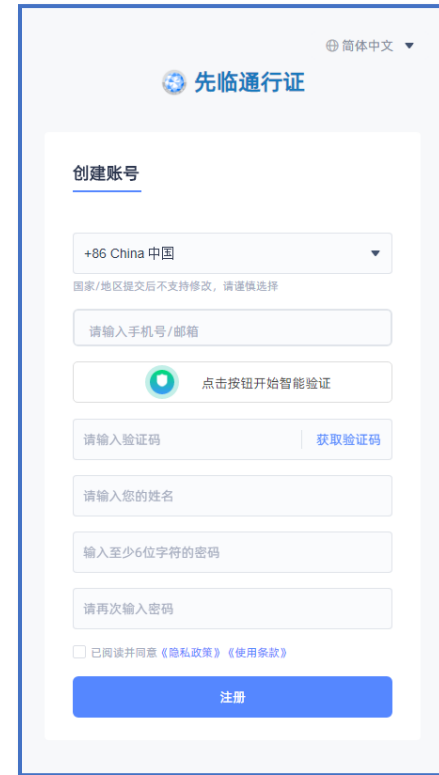 简体中文
先临通行证
创建账号
+86 China 中国
国家/地区提交后不支持修改，请谨慎选择
请输入手机号/邮箱
点击按钮开始智能验证
请输入验证码 获取验证码
请输入您的姓名
输入至少6位字符的密码
请再次输入密码
已阅读并同意《隐私政策》《使用条款》
注册